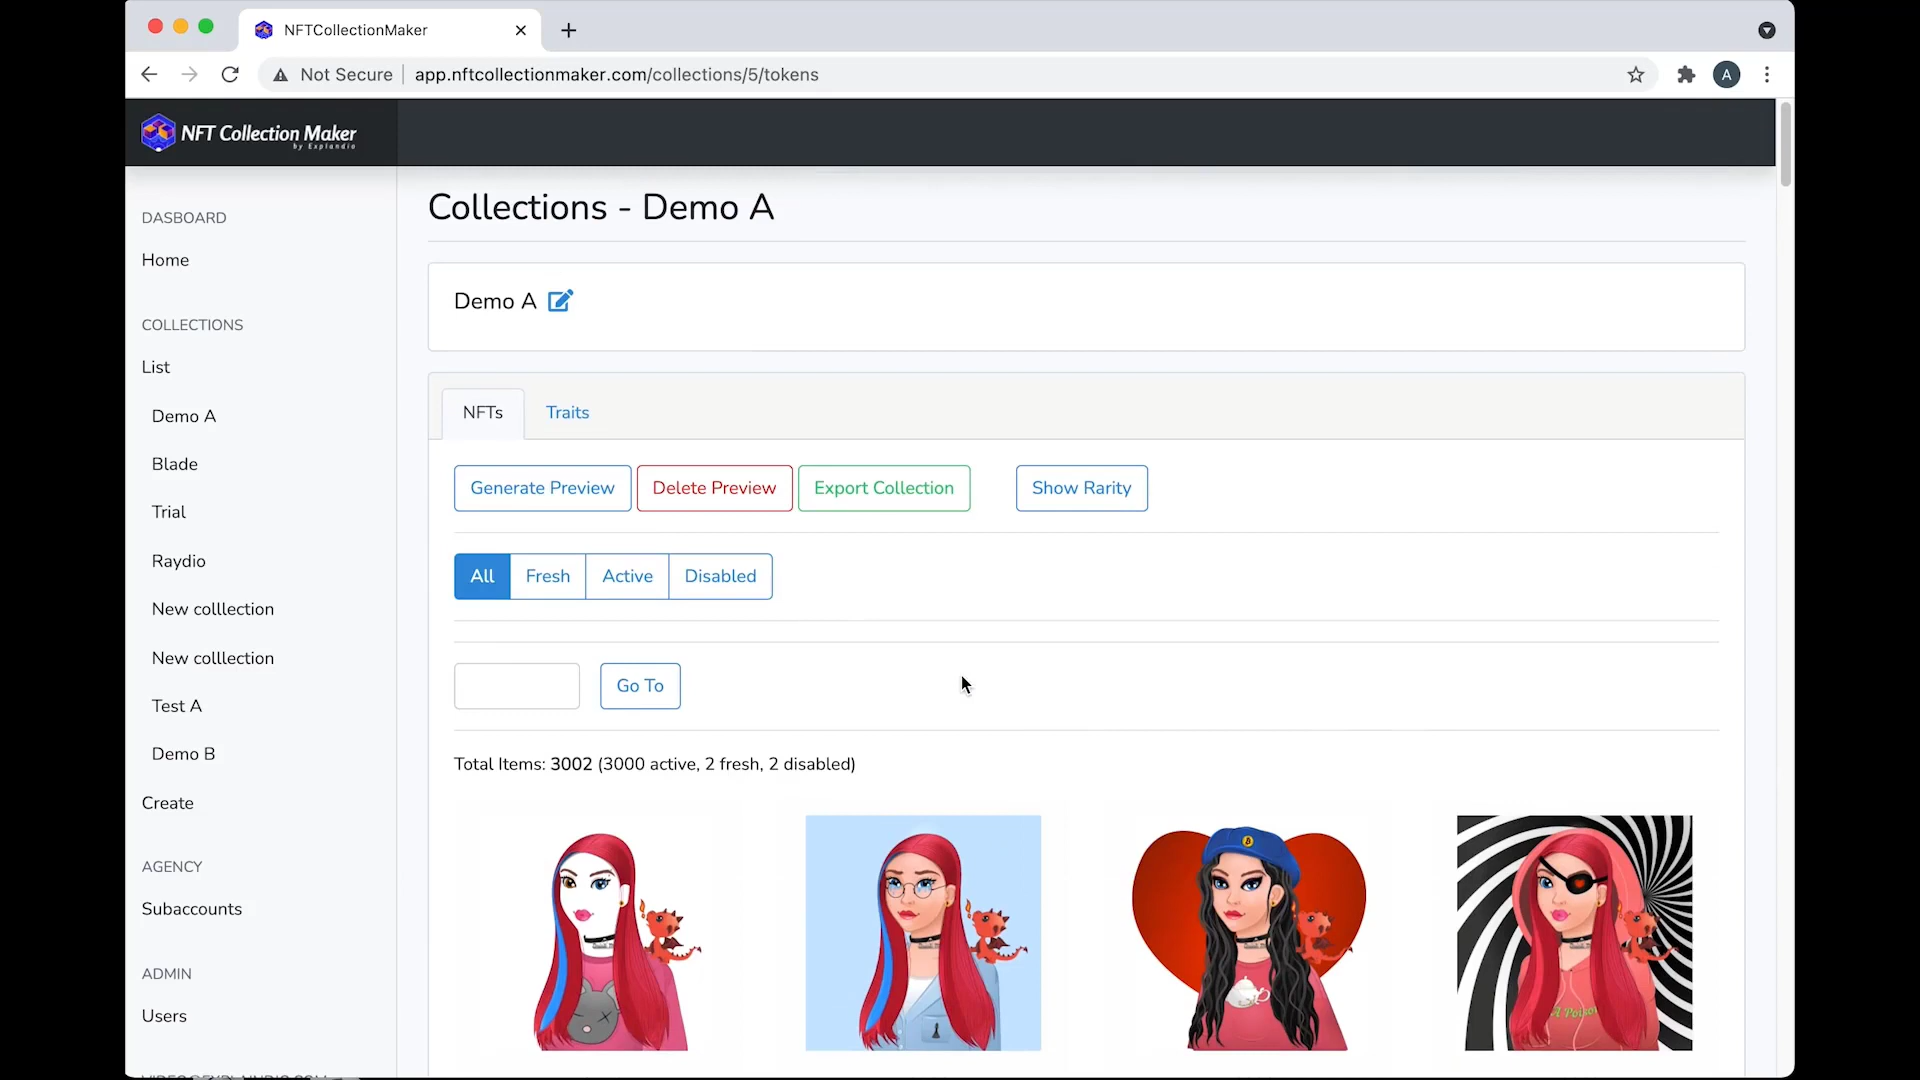 NFTCollectionMaker
Not Secure app.nftcollectionmaker.com/collections/5/tokens
A
NFT Collection Maker
by Explandio
DASBOARD
Home
COLLECTIONS
List
Demo A
Blade
Trial
Raydio
New colllection
New colllection
Test A
Demo B
Create
AGENCY
Subaccounts
ADMIN
Users
Collections - Demo A
Demo A
NFTs Traits
Generate Preview Delete Preview Export Collection Show Rarity
All Fresh Active Disabled
Go To
Total Items: 3002 (3000 active, 2 fresh, 2 disabled)